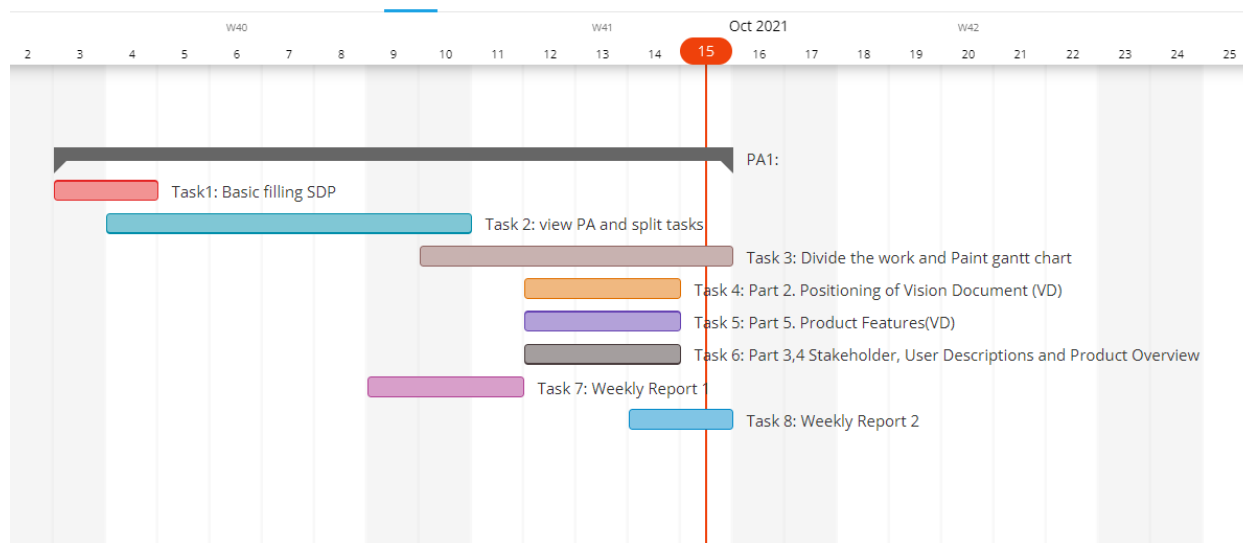 W40 W41 Oct 2021 W42
2 3 4 5 6 7 8 9 10 11 12 13 14 15 16 17 18 19 20 21 22 23 24 25
PA1:
Task1: Basic filling SDP
Task 2: view PA and split tasks
Task 3: Divide the work and Paint gantt chart
Task 4: Part 2. Positioning of Vision Document (VD)
Task 5: Part 5. Product Features(VD)
Task 6: Part 3,4 Stakeholder, User Descriptions and Product Overview
Task 7: Weekly Report 1
Task 8: Weekly Report 2